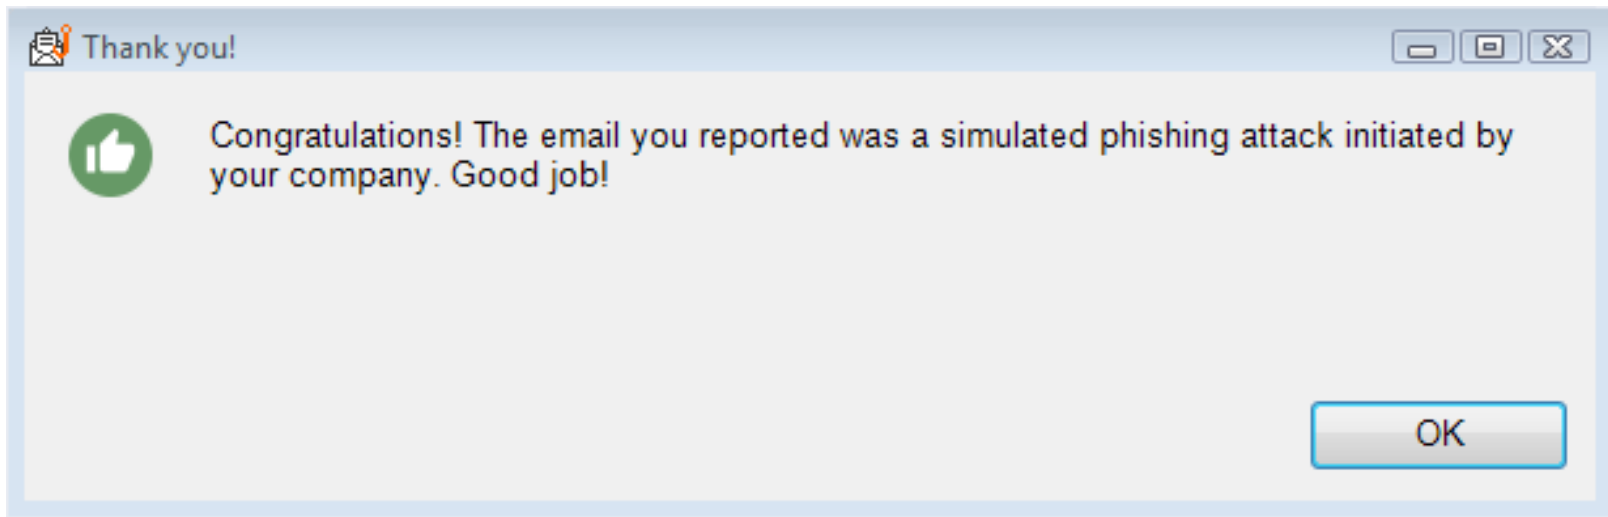 Thank you!
Congratulations! The email you reported was a simulated phishing attack initiated by
your company. Good job!
OK